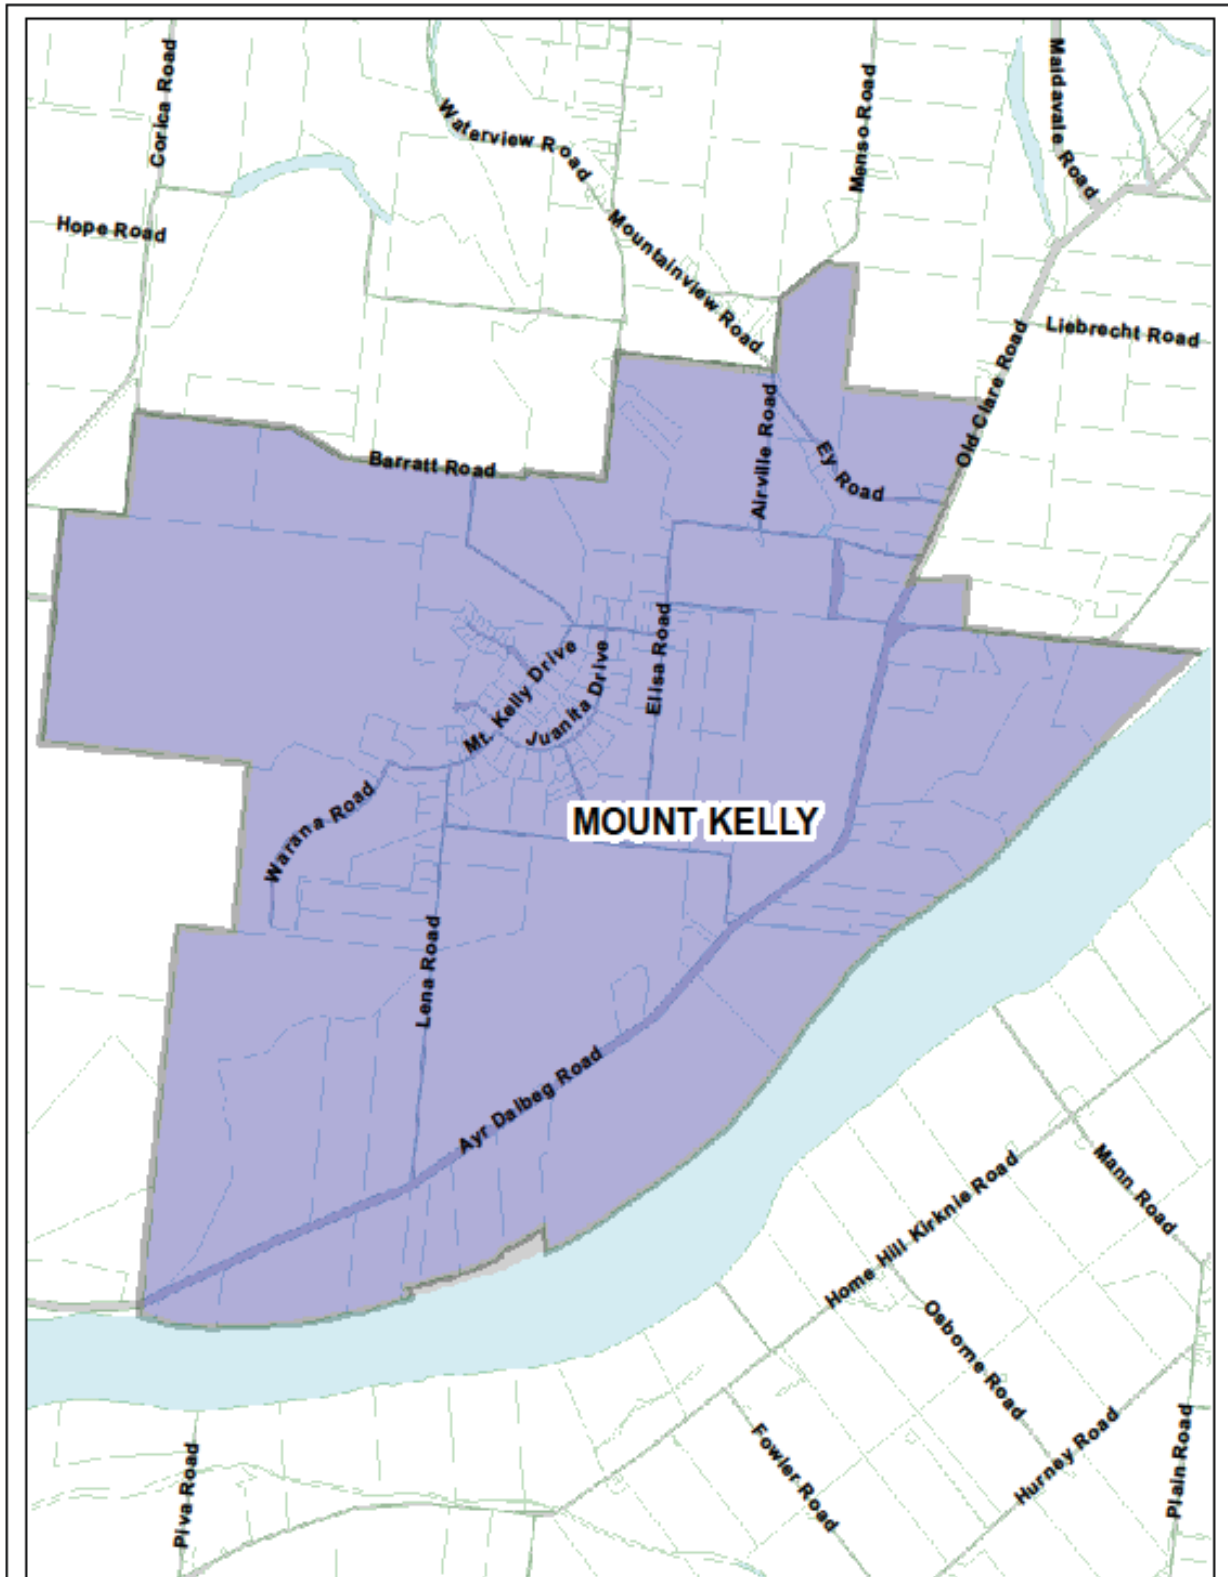 Corica Road
Waterview Road
Menso Road
Maidavale Road
Hope Road
Mountainview Road
Liebrecht Road
Old Clare Road
Airville Road
Ey Road
Barratt Road
Elisa Road
Mt. Kelly Drive
Juanita Drive
MOUNT KELLY
Warana Road
Lena Road
Ayr Dalbeg Road
Mann Road
Home Hill Kirknie Road
Osborne Road
Fowler Road
Hurney Road
Plain Road
Piva Road